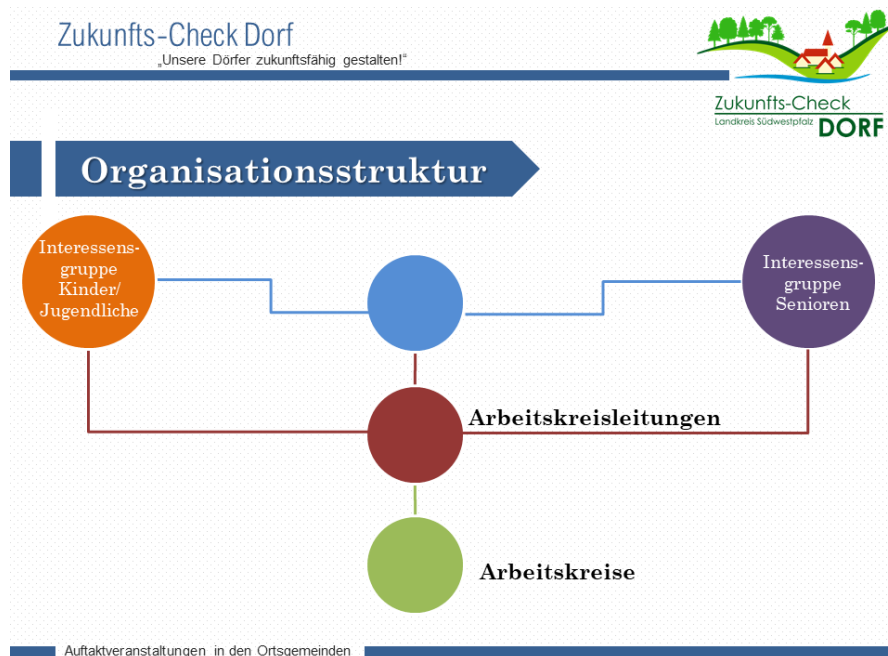 Zukunfts-Check Dorf
„Unsere Dörfer zukunftsfähig gestalten!“
Zukunfts-Check
Landkreis Südwestpfalz
DORF
Organisationsstruktur
Interessens-
gruppe
Kinder/
Jugendliche
Interessens-
gruppe
Senioren
Arbeitskreisleitungen
Arbeitskreise
Auftaktveranstaltungen in den Ortsgemeinden